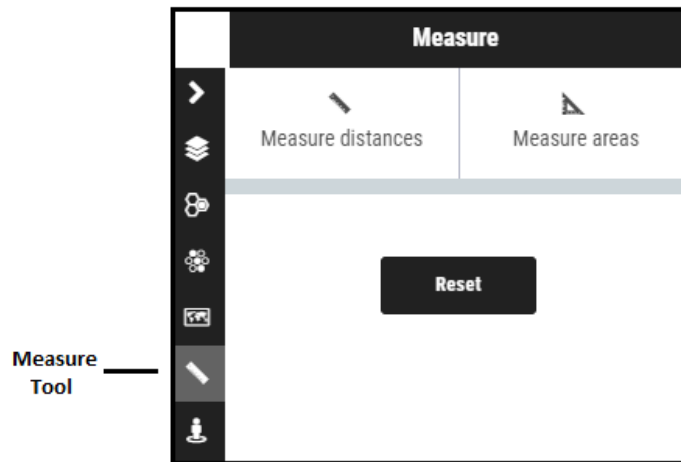 Measure
Measure distances
Measure areas
Reset
Measure
Tool